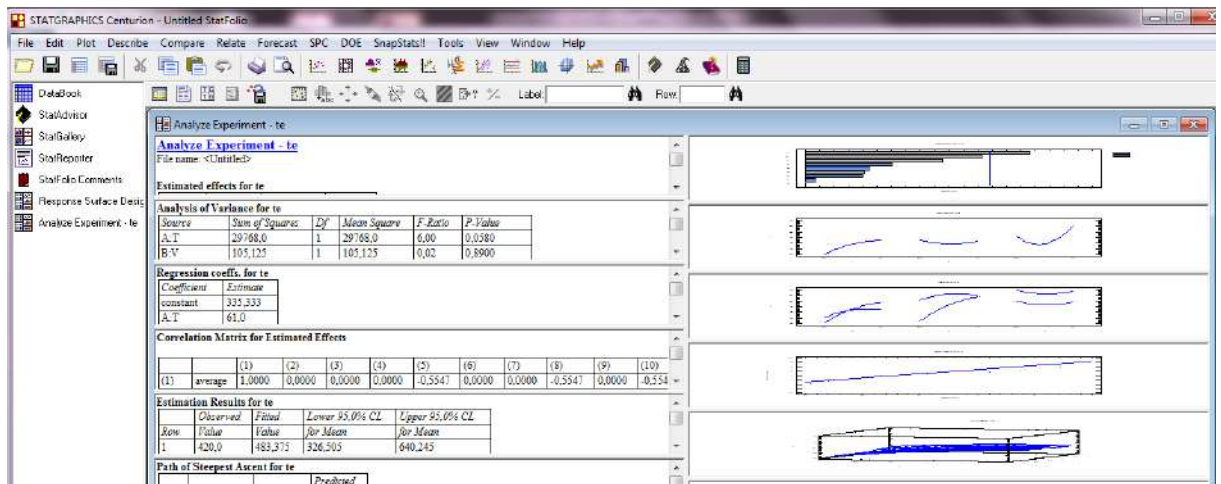 STATGRAPHICS Centurion - Untitled StatFolio
File Edit Plot Describe Compare Relate Forecast SPC DOE SnapStats!! Tools View Window Help
Label: Row:
DataBook
StatAdvisor
StatGallery
StatReporter
StatFolio Comments
Response Surface Desig
Analyze Experiment - te
Analyze Experiment - te
Analyze Experiment - te
File name: <Untitled>
Estimated effects for te
Analysis of Variance for te
Source Sum of Squares Df Mean Square F-Ratio P-Value
A:T 29768,0 1 29768,0 6,00 0,0580
B:V 105,125 1 105,125 0,02 0,8900
Regression coeffs. for te
Coefficient Estimate
constant 335,333
A:T 61,0
Correlation Matrix for Estimated Effects
(1) (2) (3) (4) (5) (6) (7) (8) (9) (10)
(1) average 1,0000 0,0000 0,0000 0,0000 -0,5547 0,0000 0,0000 -0,5547 0,0000 -0,554
Estimation Results for te
Observed Fitted Lower 95,0% CL Upper 95,0% CL
Row Value Value for Mean for Mean
1 420,0 483,375 326,505 640,245
Path of Steepest Ascent for te
Predicted